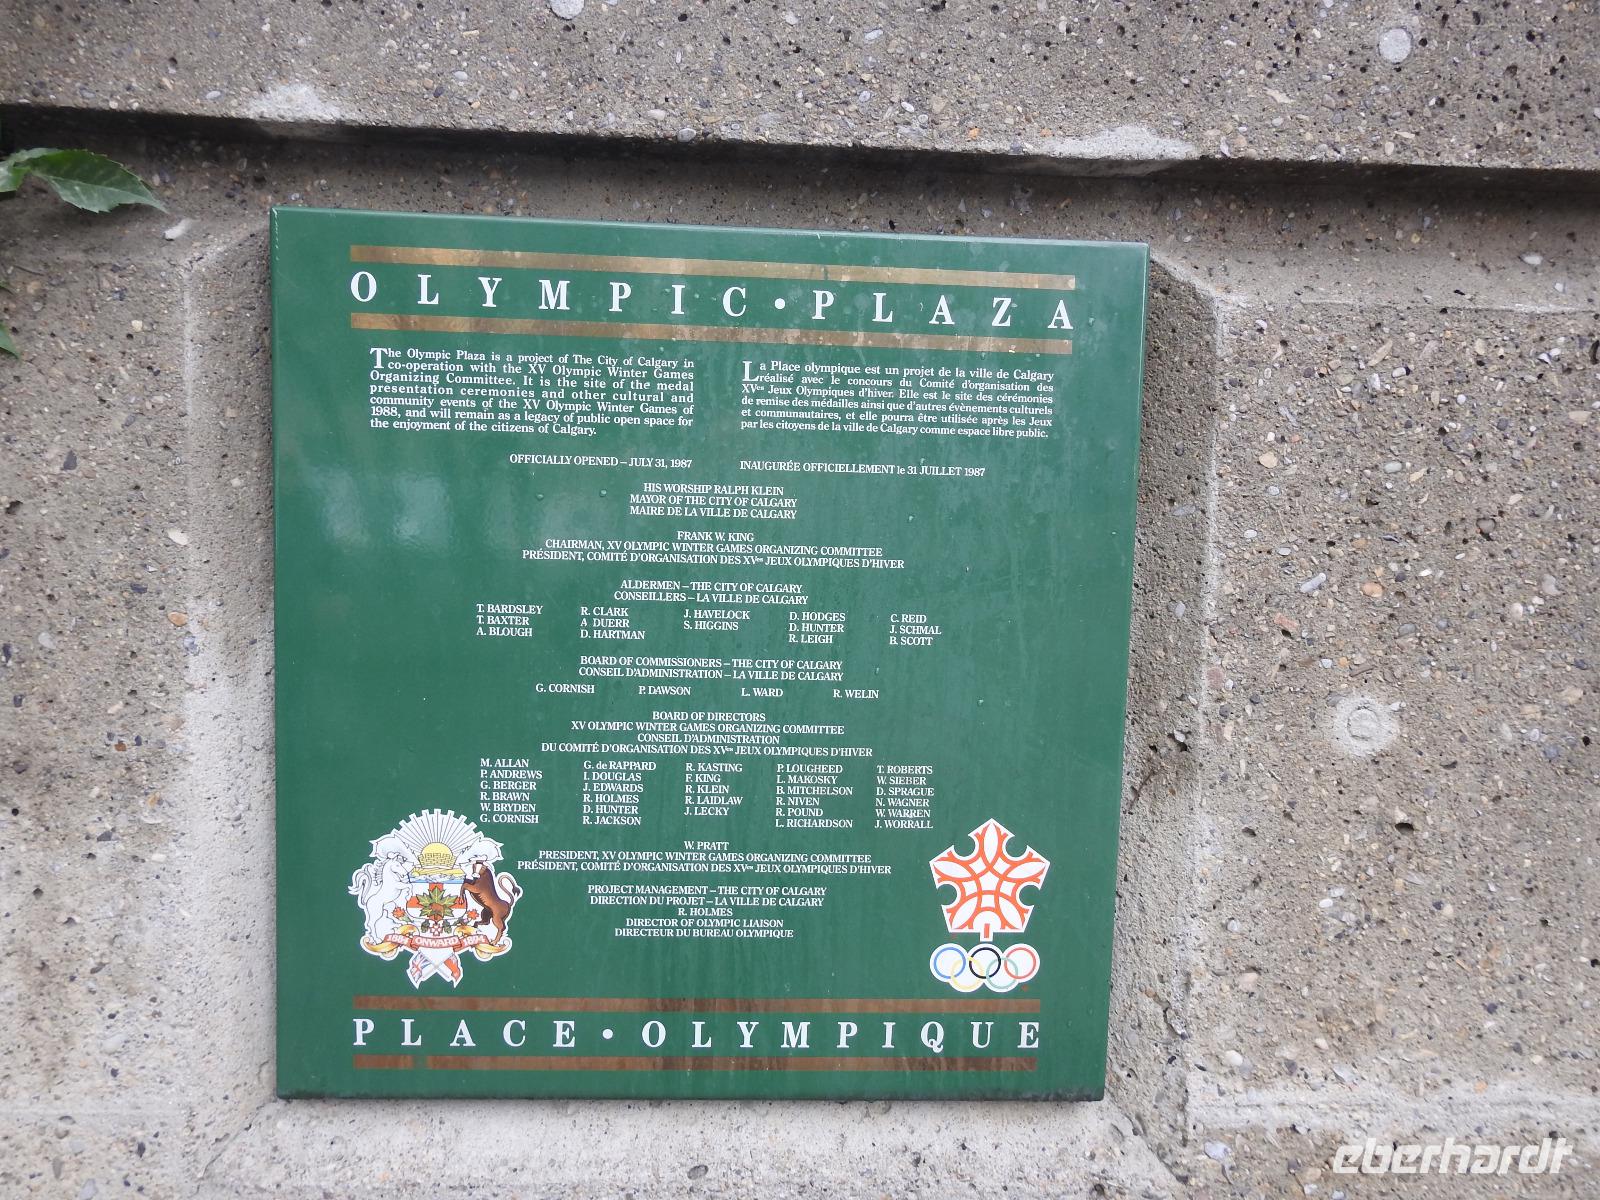 OLYMPIC • PLAZA
The Olympic Plaza is a project of The City of Calgary in
co-operation with the XV Olympic Winter Games
Organizing Committee. It is the site of the medal
presentation ceremonies and other cultural and
community events of the XV Olympic Winter Games of
1988, and will remain as a legacy of public open space for
the enjoyment of the citizens of Calgary.
La Place olympique est un projet de la ville de Calgary
réalisé avec le concours du Comité d'organisation des
XVes Jeux Olympiques d'hiver. Elle est le site des cérémonies
de remise des médailles ainsi que d'autres évènements culturels
et communautaires, et elle pourra être utilisée après les Jeux
par les citoyens de la ville de Calgary comme espace libre public.
OFFICIALLY OPENED – JULY 31, 1987
INAUGURÉE OFFICIELLEMENT le 31 JUILLET 1987
HIS WORSHIP RALPH KLEIN
MAYOR OF THE CITY OF CALGARY
MAIRE DE LA VILLE DE CALGARY
FRANK W. KING
CHAIRMAN, XV OLYMPIC WINTER GAMES ORGANIZING COMMITTEE
PRÉSIDENT, COMITÉ D'ORGANISATION DES XVes JEUX OLYMPIQUES D'HIVER
ALDERMEN – THE CITY OF CALGARY
CONSEILLERS – LA VILLE DE CALGARY
T. BARDSLEY
T. BAXTER
A. BLOUGH
R. CLARK
A DUERR
D. HARTMAN
J. HAVELOCK
S. HIGGINS
D. HODGES
D. HUNTER
R. LEIGH
C. REID
J. SCHMAL
B. SCOTT
BOARD OF COMMISSIONERS – THE CITY OF CALGARY
CONSEIL D'ADMINISTRATION – LA VILLE DE CALGARY
G. CORNISH P. DAWSON L. WARD R. WELIN
BOARD OF DIRECTORS
XV OLYMPIC WINTER GAMES ORGANIZING COMMITTEE
CONSEIL D'ADMINISTRATION
DU COMITÉ D'ORGANISATION DES XVes JEUX OLYMPIQUES D'HIVER
M. ALLAN
P. ANDREWS
G. BERGER
R. BRAWN
W. BRYDEN
G. CORNISH
G. de RAPPARD
I. DOUGLAS
J. EDWARDS
R. HOLMES
D. HUNTER
R. JACKSON
R. KASTING
F. KING
R. KLEIN
R. LAIDLAW
J. LECKY
P. LOUGHEED
L. MAKOSKY
B. MITCHELSON
R. NIVEN
R. POUND
L. RICHARDSON
T. ROBERTS
W. SIEBER
D. SPRAGUE
N. WAGNER
W. WARREN
J. WORRALL
W. PRATT
PRESIDENT, XV OLYMPIC WINTER GAMES ORGANIZING COMMITTEE
PRÉSIDENT, COMITÉ D'ORGANISATION DES XVes JEUX OLYMPIQUES D'HIVER
PROJECT MANAGEMENT – THE CITY OF CALGARY
DIRECTION DU PROJET – LA VILLE DE CALGARY
R. HOLMES
DIRECTOR OF OLYMPIC LIAISON
DIRECTEUR DU BUREAU OLYMPIQUE
1884 ONWARD 1894
PLACE • OLYMPIQUE
eberhardt